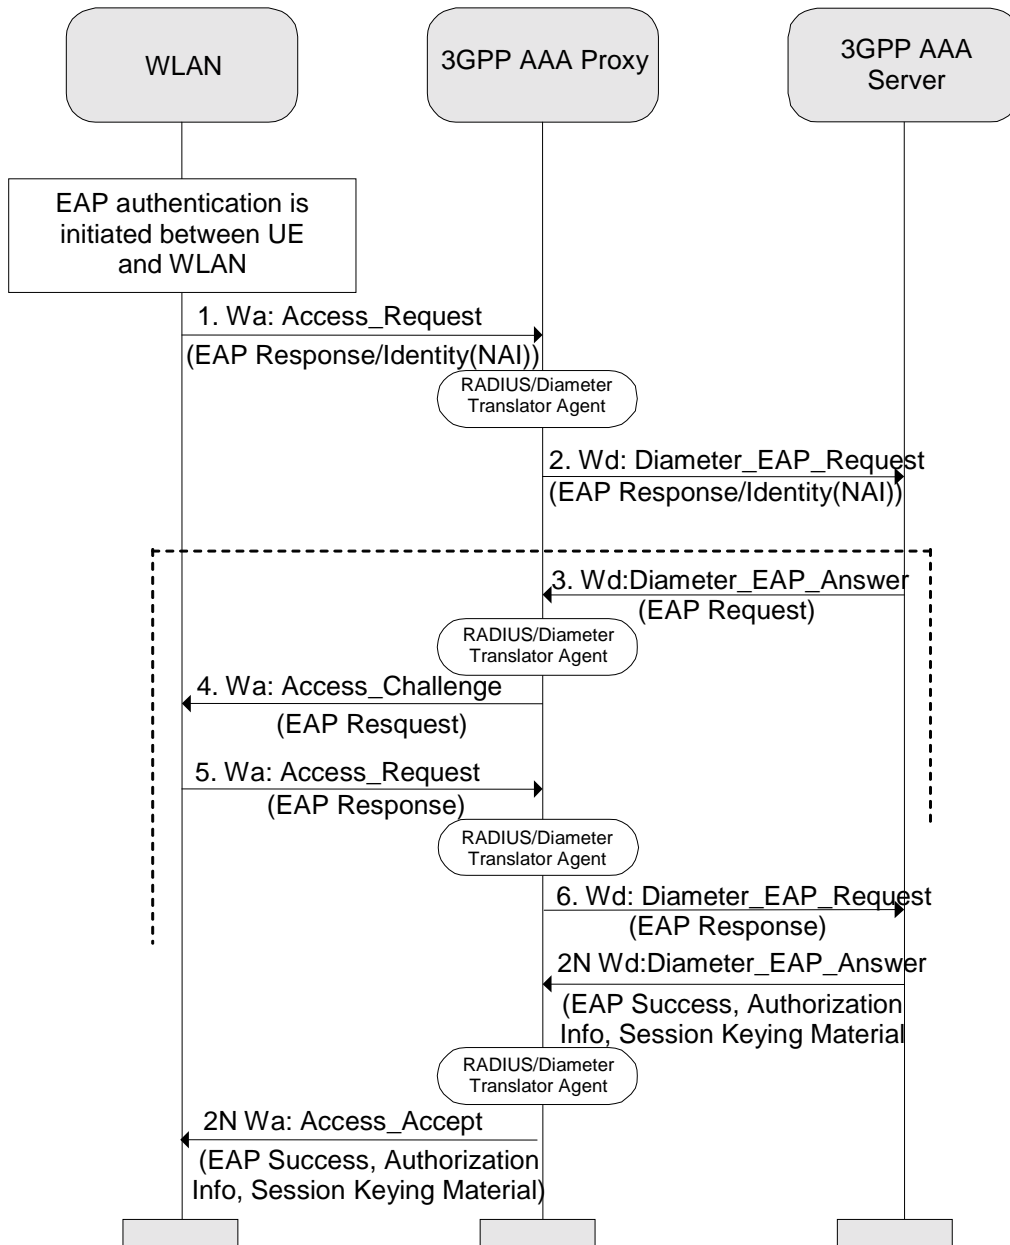 WLAN
3GPP AAA Proxy
3GPP AAA
Server
EAP authentication is
initiated between UE
and WLAN
1. Wa: Access_Request
(EAP Response/Identity(NAI))
RADIUS/Diameter
Translator Agent
2. Wd: Diameter_EAP_Request
(EAP Response/Identity(NAI))
3. Wd:Diameter_EAP_Answer
(EAP Request)
RADIUS/Diameter
Translator Agent
4. Wa: Access_Challenge
(EAP Resquest)
5. Wa: Access_Request
(EAP Response)
RADIUS/Diameter
Translator Agent
6. Wd: Diameter_EAP_Request
(EAP Response)
2N Wd:Diameter_EAP_Answer
(EAP Success, Authorization
Info, Session Keying Material
RADIUS/Diameter
Translator Agent
2N Wa: Access_Accept
(EAP Success, Authorization
Info, Session Keying Material)